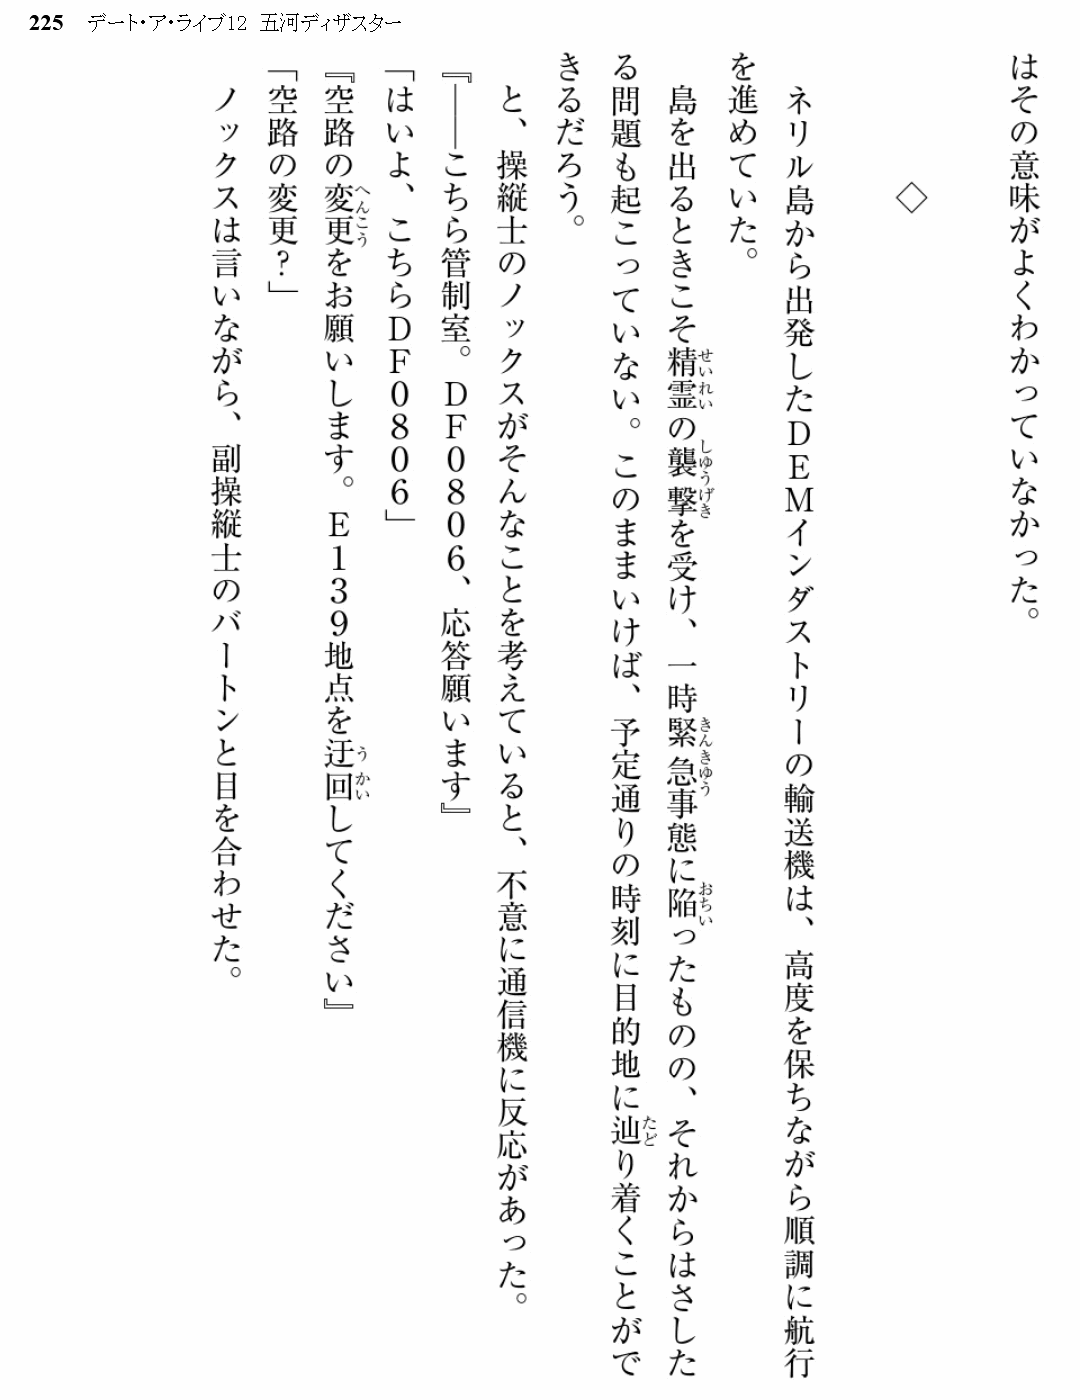 225 デート・ア・ライブ12 五河ディザスター
はその意味がよくわかっていなかった。
◇
ネリル島から出発したＤＥＭインダストリーの輸送機は、高度を保ちながら順調に航行
を進めていた。
島を出るときこそ精霊の襲撃を受け、一時緊急事態に陥ったものの、それからはさした
る問題も起こっていない。このままいけば、予定通りの時刻に目的地に辿り着くことがで
きるだろう。
と、操縦士のノックスがそんなことを考えていると、不意に通信機に反応があった。
『――こちら管制室。ＤＦ０８０６、応答願います』
「はいよ、こちらＤＦ０８０６」
『空路の変更をお願いします。Ｅ１３９地点を迂回してください』
「空路の変更？」
ノックスは言いながら、副操縦士のバートンと目を合わせた。